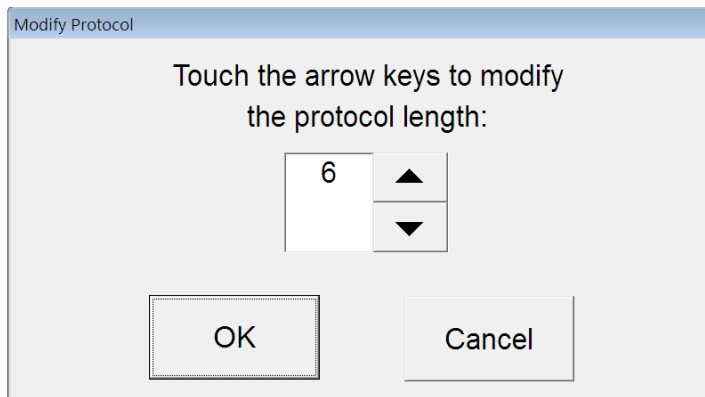 Modify Protocol
Touch the arrow keys to modify
the protocol length:
6
OK
Cancel